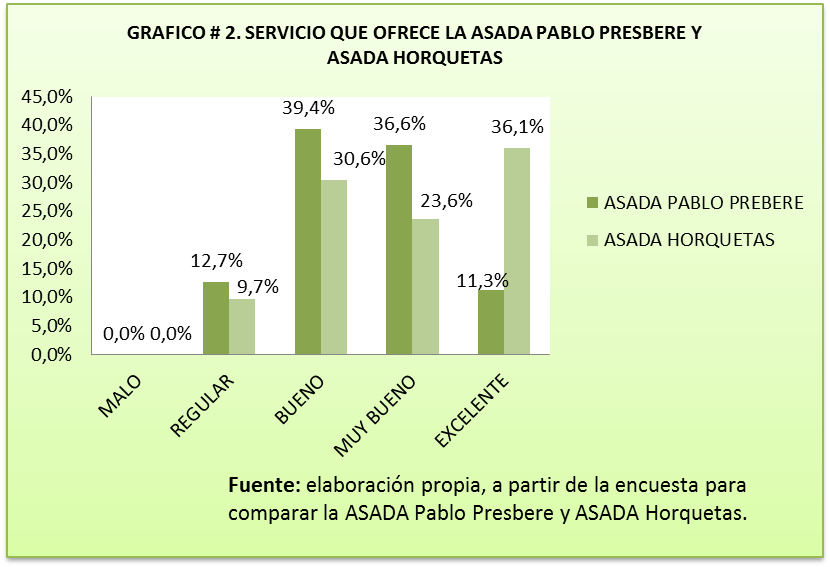 GRAFICO # 2. SERVICIO QUE OFRECE LA ASADA PABLO PRESBERE Y
ASADA HORQUETAS
45,0%
40,0%
35,0%
30,0%
25,0%
20,0%
15,0%
10,0%
5,0%
0,0%
0,0% 0,0%
12,7%
9,7%
39,4%
30,6%
36,6%
23,6%
11,3%
36,1%
MALO
REGULAR
BUENO
MUY BUENO
EXCELENTE
ASADA PABLO PREBERE
ASADA HORQUETAS
Fuente: elaboración propia, a partir de la encuesta para
comparar la ASADA Pablo Presbere y ASADA Horquetas.